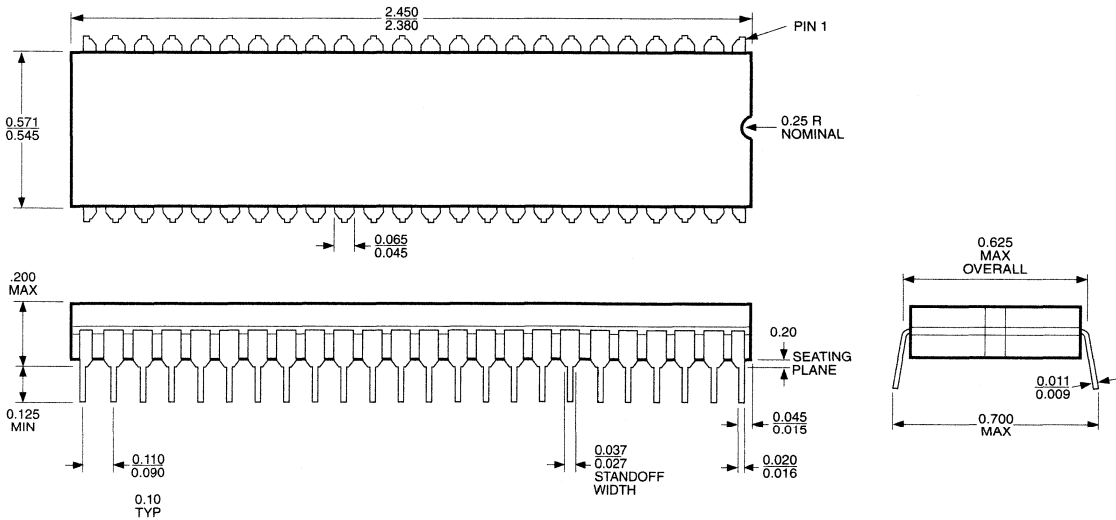 2.450
2.380
PIN 1
0.571
0.545
0.25 R
NOMINAL
0.065
0.045
.200
MAX
0.125
MIN
0.20
SEATING
PLANE
0.110
0.090
0.10
TYP
0.037
0.027
STANDOFF
WIDTH
0.045
0.015
0.020
0.016
0.625
MAX
OVERALL
0.011
0.009
0.700
MAX